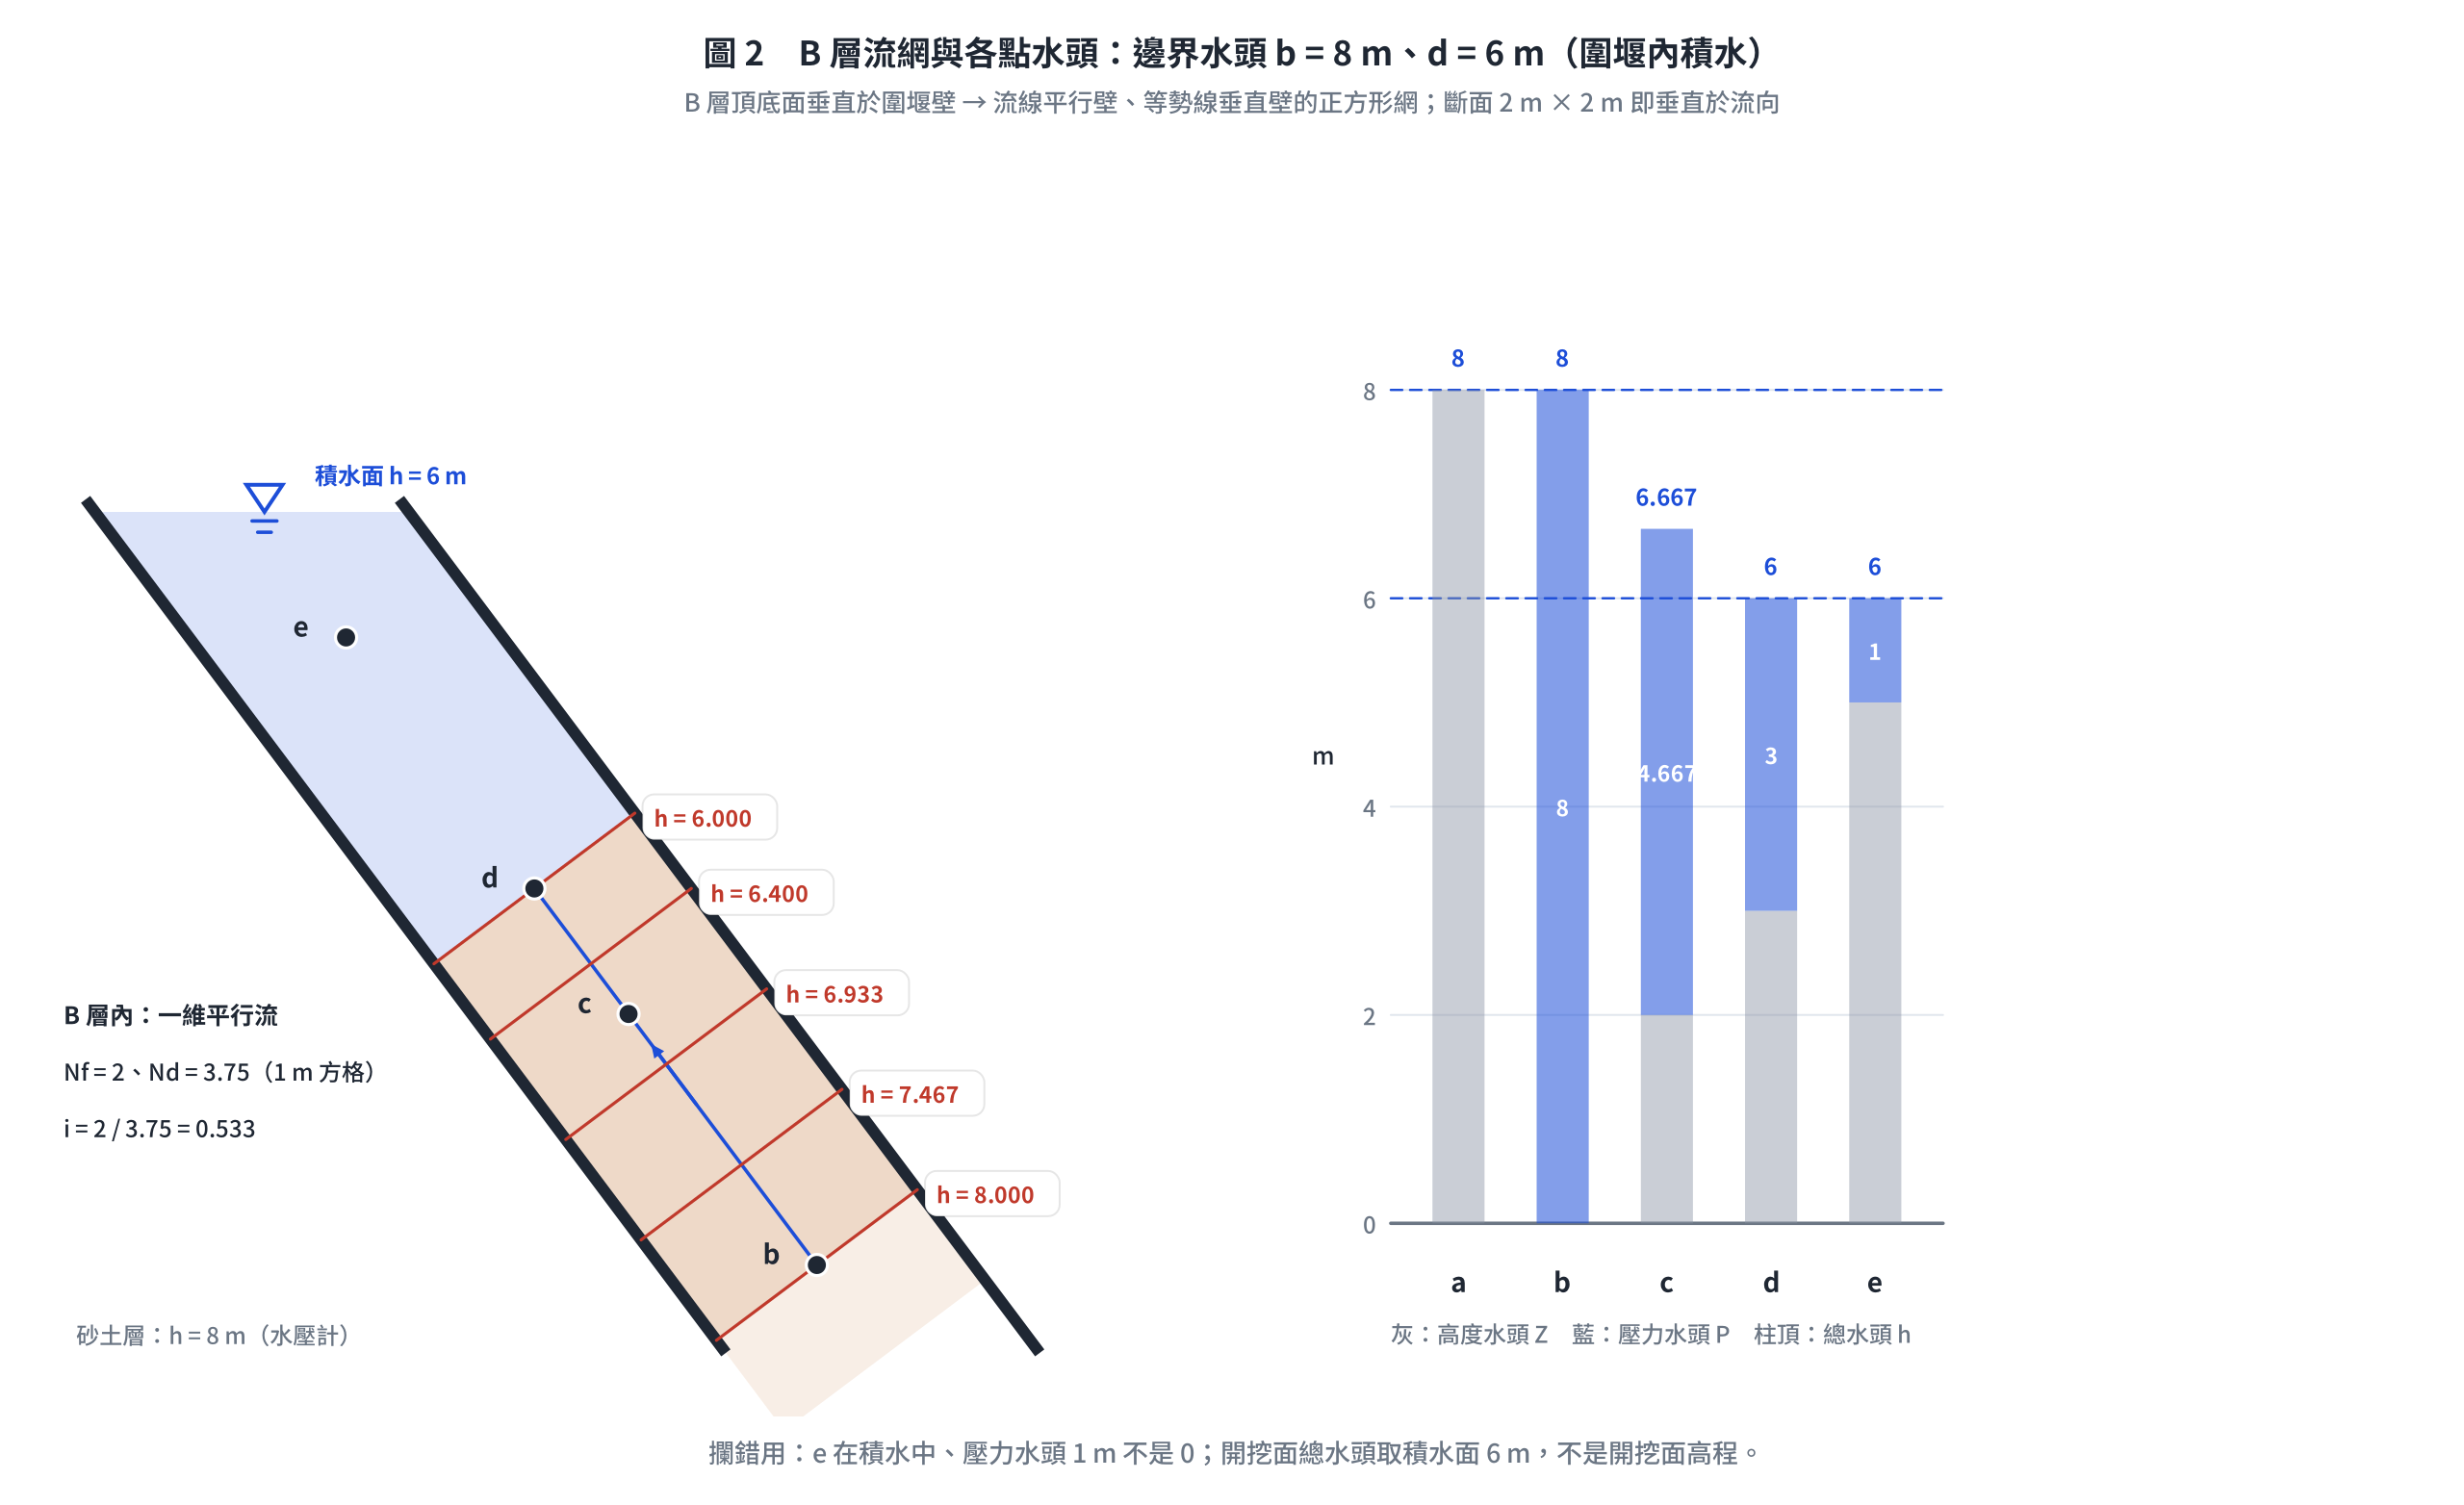 圖 2　B 層流網與各點水頭：邊界水頭 b = 8 m、d = 6 m（圍堰內積水）
B 層頂底面垂直於圍堰壁 → 流線平行壁、等勢線垂直壁的正方形網；斷面 2 m × 2 m 即垂直於流向
積水面 h = 6 m
e
d
c
b
h = 6.000
h = 6.400
h = 6.933
h = 7.467
h = 8.000
B 層內：一維平行流
Nf = 2、Nd = 3.75（1 m 方格）
i = 2 / 3.75 = 0.533
砂土層：h = 8 m（水壓計）
8
8
6.667
6
6
8
6
4
2
0
m
8
4.667
3
1
a
b
c
d
e
灰：高度水頭 Z　藍：壓力水頭 P　柱頂：總水頭 h
攔錯用：e 在積水中、壓力水頭 1 m 不是 0；開挖面總水頭取積水面 6 m，不是開挖面高程。